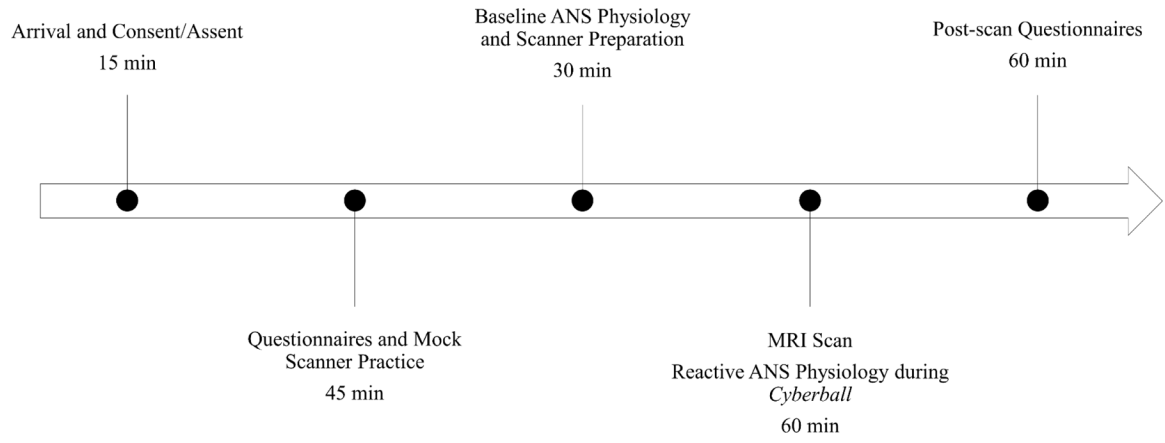 Arrival and Consent/Assent
15 min
Questionnaires and Mock
Scanner Practice
45 min
Baseline ANS Physiology
and Scanner Preparation
30 min
MRI Scan
Reactive ANS Physiology during
Cyberball
60 min
Post-scan Questionnaires
60 min